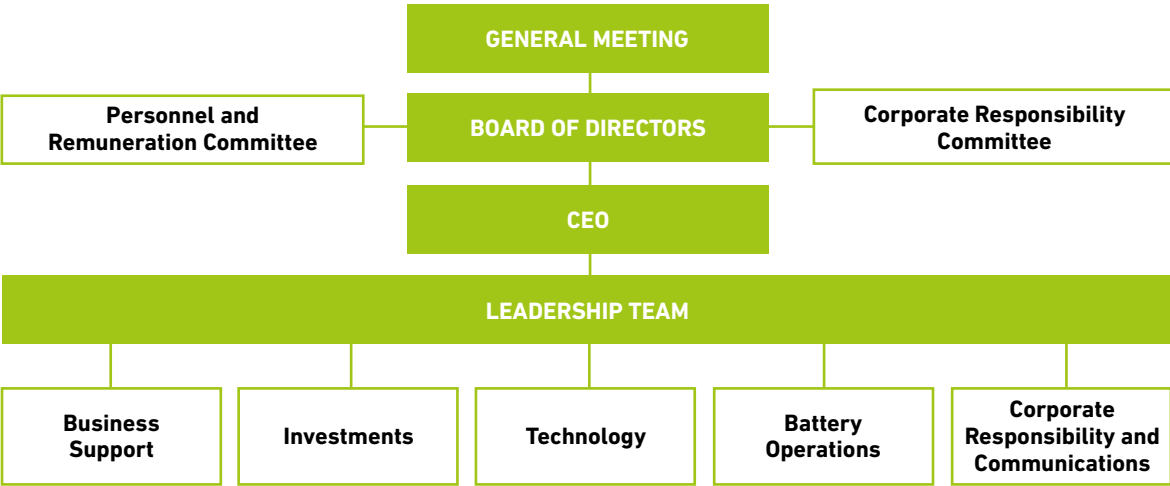 GENERAL MEETING
Personnel and
Remuneration Committee
BOARD OF DIRECTORS
Corporate Responsibility
Committee
CEO
LEADERSHIP TEAM
Business
Support
Investments
Technology
Battery
Operations
Corporate
Responsibility and
Communications